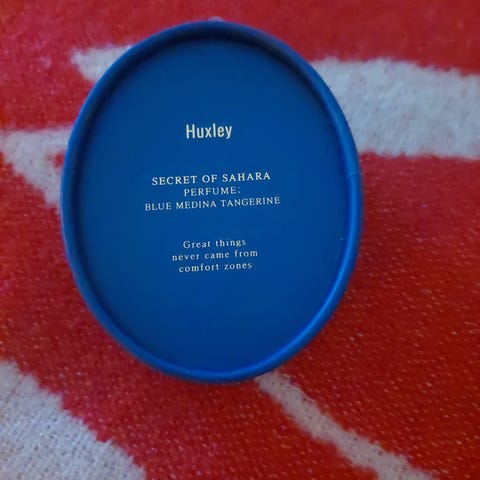 Huxley
SECRET OF SAHARA
PERFUME;
BLUE MEDINA TANGERINE
Great things
never came from
comfort zones